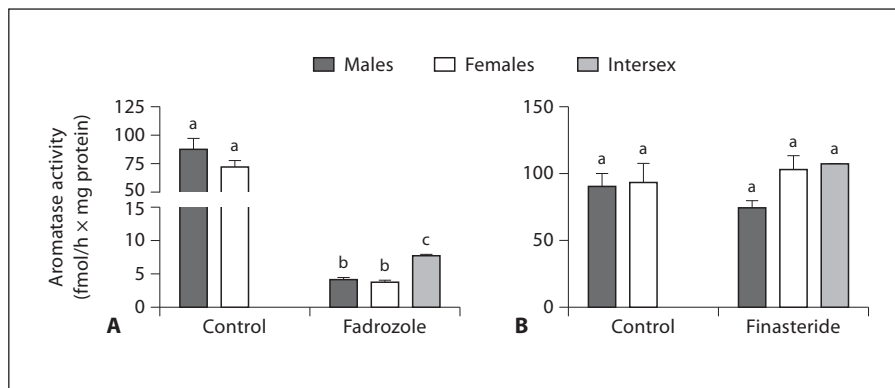 Males Females Intersex
Aromatase activity
(fmol/h × mg protein)
125
100
75
50
15
10
5
0
a a
b b c
A Control Fadrozole
150
100
50
0
a a a a a
B Control Finasteride